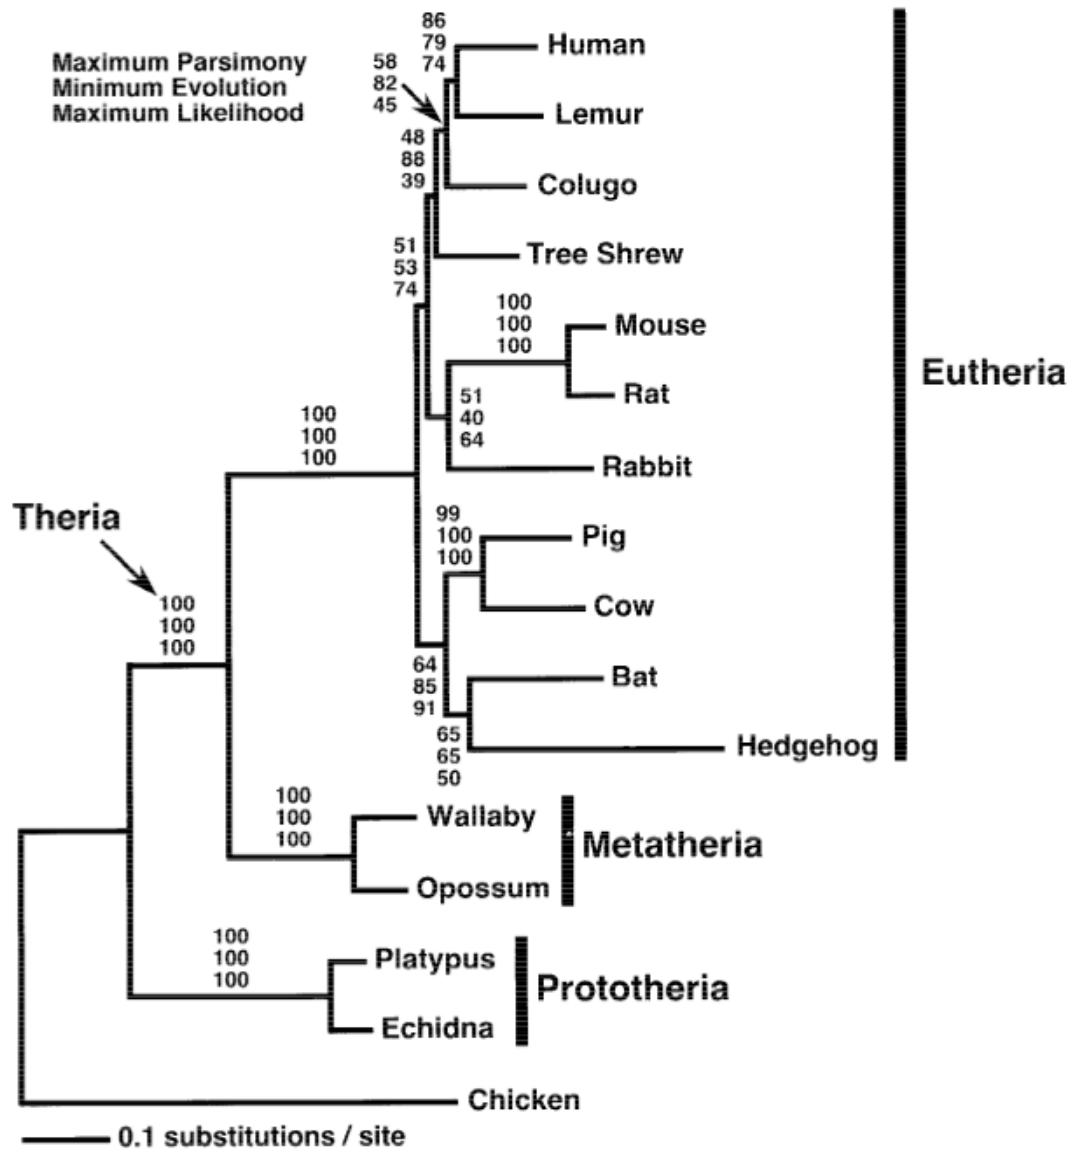 Maximum Parsimony
Minimum Evolution
Maximum Likelihood
86
79
74
58
82
45
48
88
39
51
53
74
100
100
100
51
40
64
100
100
100
99
100
100
64
85
91
65
65
50
Human
Lemur
Colugo
Tree Shrew
Mouse
Rat
Rabbit
Pig
Cow
Bat
Hedgehog
Eutheria
Theria
100
100
100
100
100
100
Wallaby
Opossum
Metatheria
100
100
100
Platypus
Echidna
Prototheria
Chicken
0.1 substitutions / site